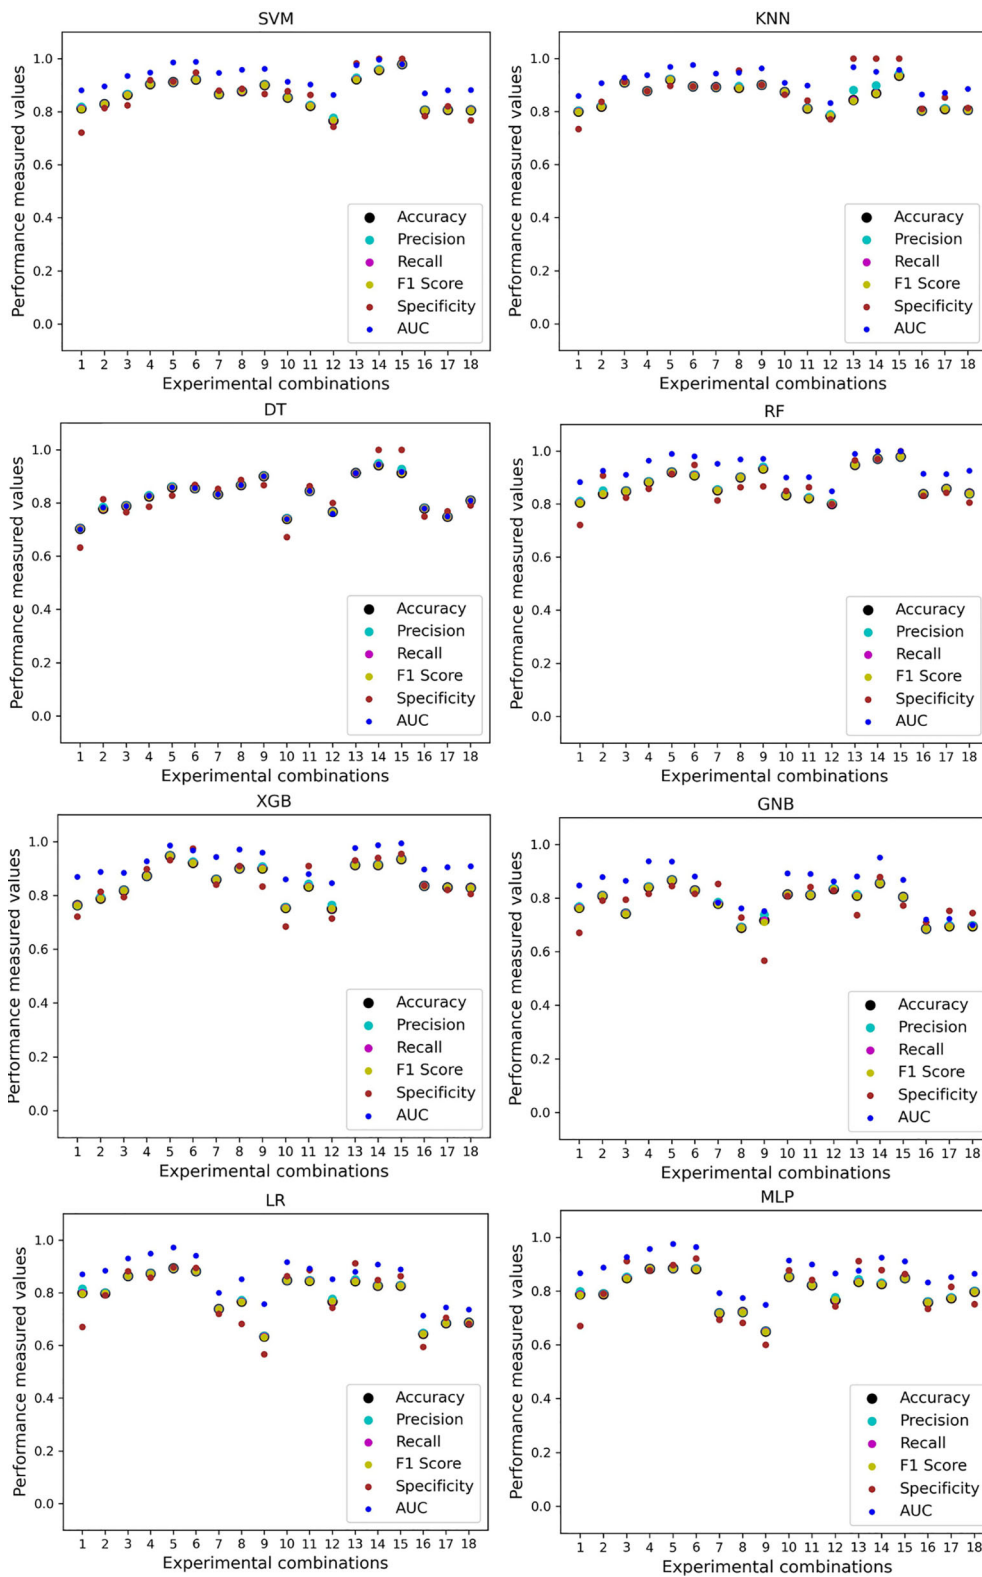 SVM
Performance measured values
1.0
0.8
0.6
0.4
0.2
0.0
Accuracy
Precision
Recall
F1 Score
Specificity
AUC
1 2 3 4 5 6 7 8 9 10 11 12 13 14 15 16 17 18
Experimental combinations
KNN
Performance measured values
1.0
0.8
0.6
0.4
0.2
0.0
Accuracy
Precision
Recall
F1 Score
Specificity
AUC
1 2 3 4 5 6 7 8 9 10 11 12 13 14 15 16 17 18
Experimental combinations
DT
Performance measured values
1.0
0.8
0.6
0.4
0.2
0.0
Accuracy
Precision
Recall
F1 Score
Specificity
AUC
1 2 3 4 5 6 7 8 9 10 11 12 13 14 15 16 17 18
Experimental combinations
RF
Performance measured values
1.0
0.8
0.6
0.4
0.2
0.0
Accuracy
Precision
Recall
F1 Score
Specificity
AUC
1 2 3 4 5 6 7 8 9 10 11 12 13 14 15 16 17 18
Experimental combinations
XGB
Performance measured values
1.0
0.8
0.6
0.4
0.2
0.0
Accuracy
Precision
Recall
F1 Score
Specificity
AUC
1 2 3 4 5 6 7 8 9 10 11 12 13 14 15 16 17 18
Experimental combinations
GNB
Performance measured values
1.0
0.8
0.6
0.4
0.2
0.0
Accuracy
Precision
Recall
F1 Score
Specificity
AUC
1 2 3 4 5 6 7 8 9 10 11 12 13 14 15 16 17 18
Experimental combinations
LR
Performance measured values
1.0
0.8
0.6
0.4
0.2
0.0
Accuracy
Precision
Recall
F1 Score
Specificity
AUC
1 2 3 4 5 6 7 8 9 10 11 12 13 14 15 16 17 18
Experimental combinations
MLP
Performance measured values
1.0
0.8
0.6
0.4
0.2
0.0
Accuracy
Precision
Recall
F1 Score
Specificity
AUC
1 2 3 4 5 6 7 8 9 10 11 12 13 14 15 16 17 18
Experimental combinations